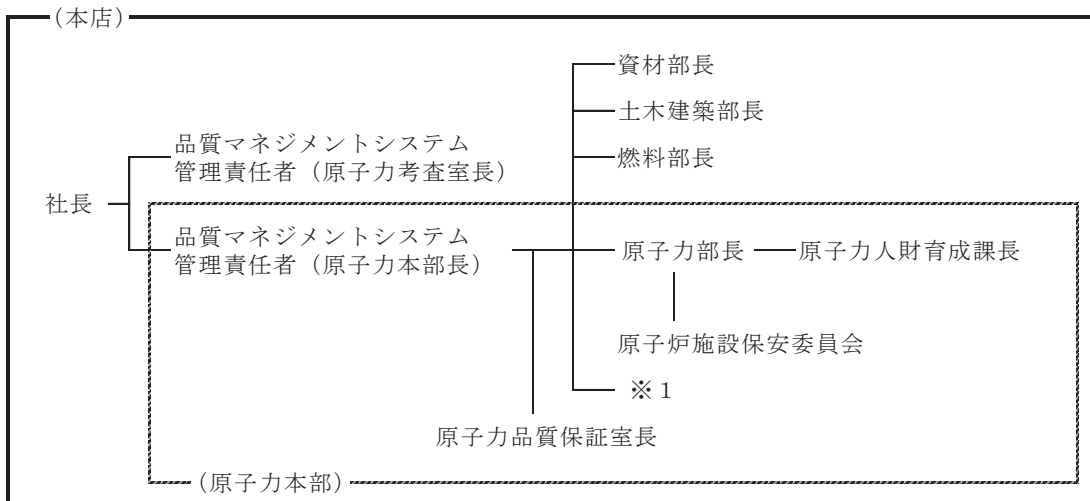 (本店)
資材部長
土木建築部長
品質マネジメントシステム
管理責任者（原子力考査室長）
燃料部長
社長
品質マネジメントシステム
管理責任者（原子力本部長）
原子力部長
原子力人財育成課長
原子炉施設保安委員会
※１
原子力品質保証室長
(原子力本部)